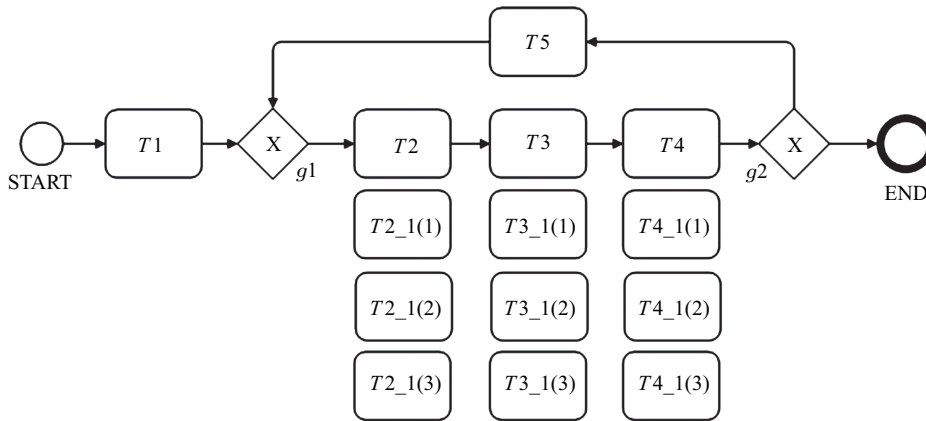 T5
T1
X
T2
T3
T4
X
g1
g2
START
END
T2_1(1)
T3_1(1)
T4_1(1)
T2_1(2)
T3_1(2)
T4_1(2)
T2_1(3)
T3_1(3)
T4_1(3)